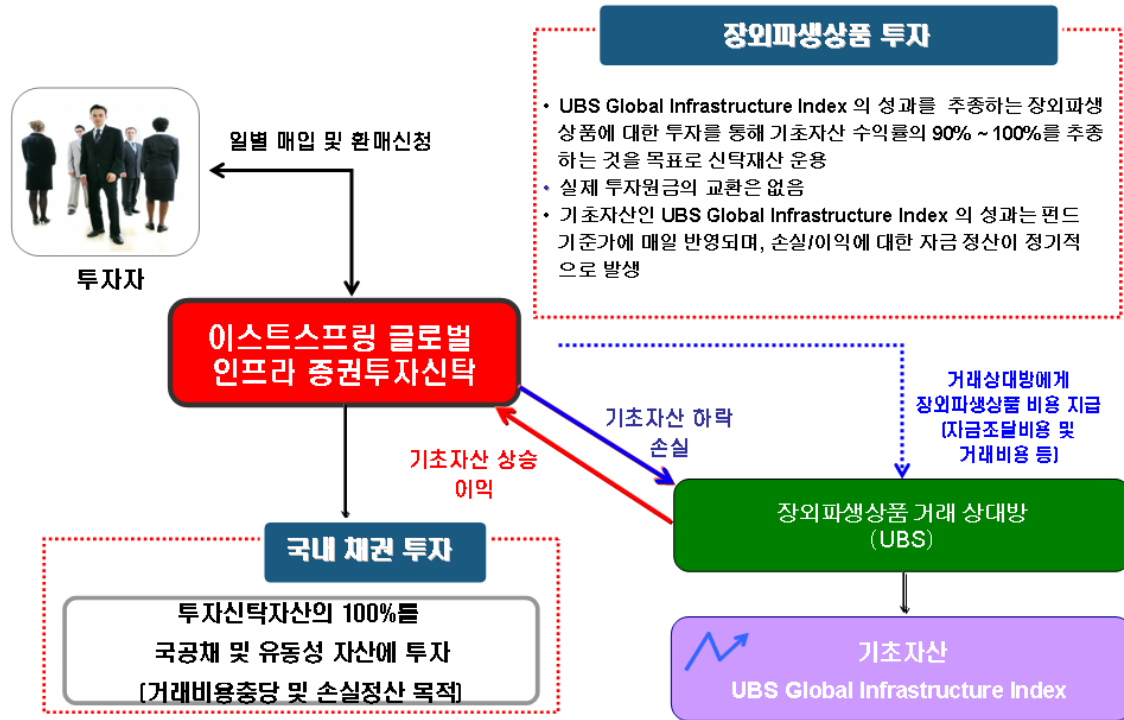 장외파생상품 투자
• UBS Global Infrastructure Index 의 성과를 추종하는 장외파생
상품에 대한 투자를 통해 기초자산 수익률의 90% ~ 100%를 추종
하는 것을 목표로 신탁재산 운용
• 실제 투자원금의 교환은 없음
• 기초자산인 UBS Global Infrastructure Index 의 성과는 펀드
기준가에 매일 반영되며, 손실/이익에 대한 자금 정산이 정기적
으로 발생
일별 매입 및 환매신청
투자자
이스트스프링 글로벌
인프라 증권투자신탁
거래상대방에게
장외파생상품 비용 지급
(자금조달비용 및
거래비용 등)
기초자산 하락
손실
기초자산 상승
이익
장외파생상품 거래 상대방
(UBS)
국내 채권 투자
투자신탁자산의 100%를
국공채 및 유동성 자산에 투자
(거래비용충당 및 손실정산 목적)
기초자산
UBS Global Infrastructure Index